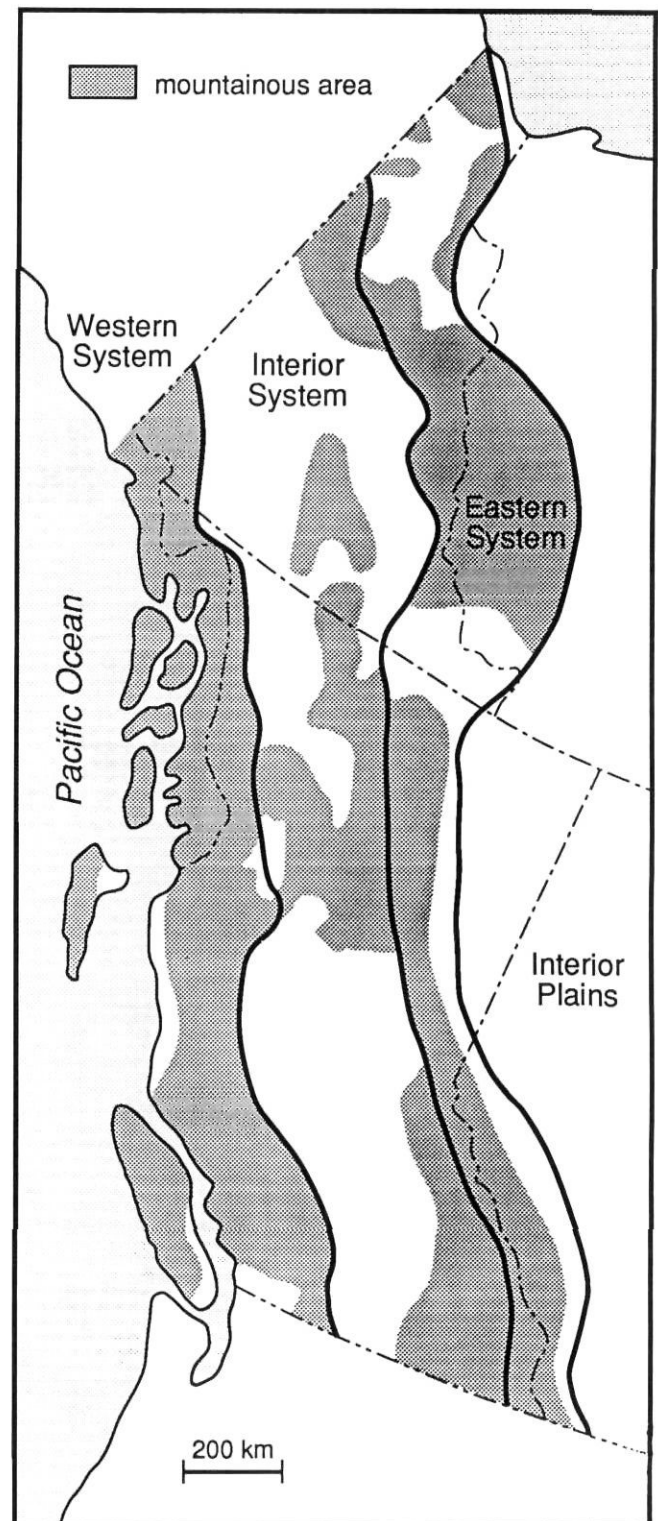 mountainous area
Western
System
Interior
System
Eastern
System
Pacific Ocean
Interior
Plains
200 km